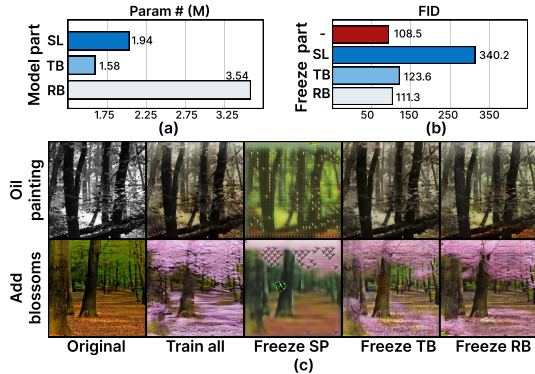 Param # (M)
Model part
SL
1.94
TB
1.58
RB
3.54
1.75 2.25 2.75 3.25
(a)
FID
Freeze part
-
108.5
SL
340.2
TB
123.6
RB
111.3
50 150 250 350
(b)
Oil
painting
Add
blossoms
Original Train all Freeze SP Freeze TB Freeze RB
(c)